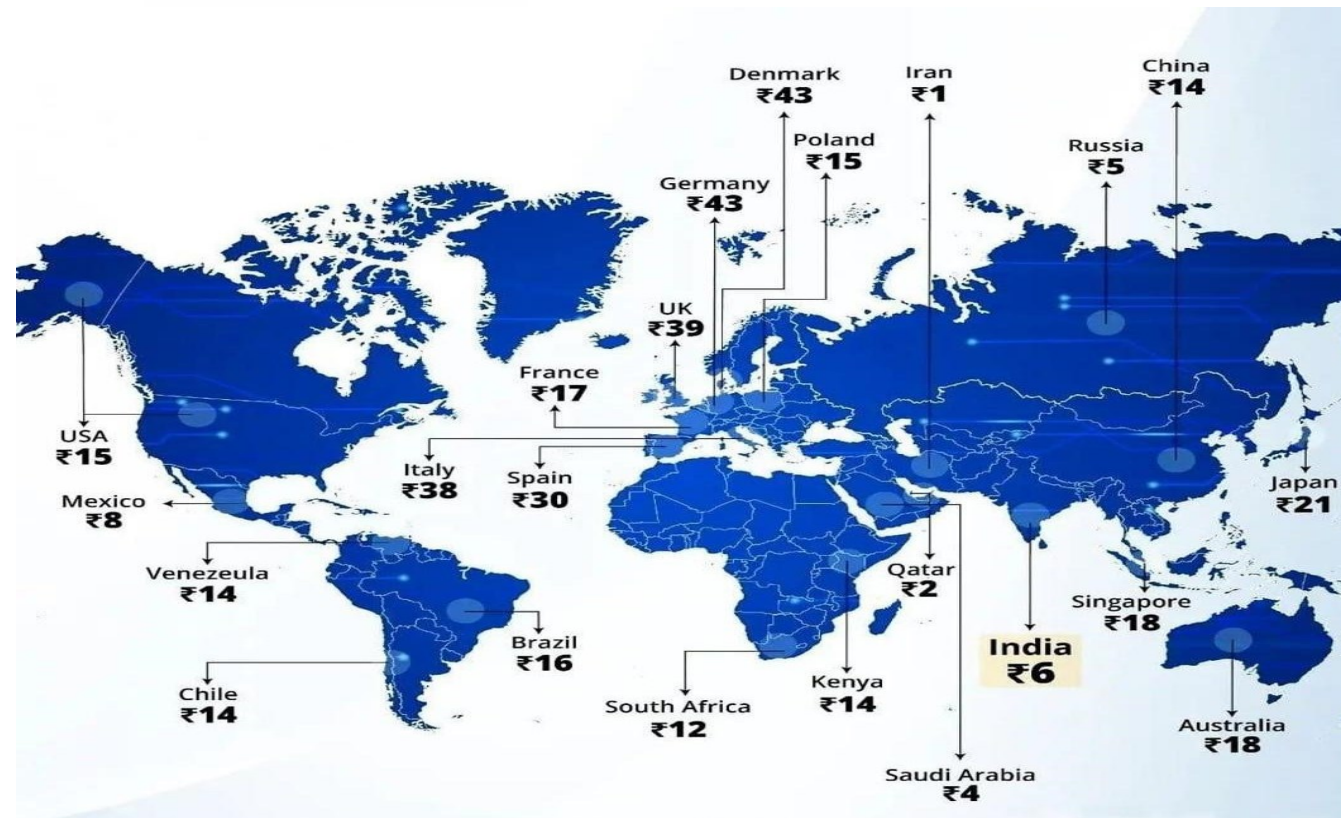 Denmark
₹43
Iran
₹1
China
₹14
Poland
₹15
Russia
₹5
Germany
₹43
UK
₹39
France
₹17
USA
₹15
Italy
₹38
Spain
₹30
Japan
₹21
Mexico
₹8
Venezeula
₹14
Qatar
₹2
Singapore
₹18
Brazil
₹16
India
₹6
Kenya
₹14
Chile
₹14
South Africa
₹12
Australia
₹18
Saudi Arabia
₹4